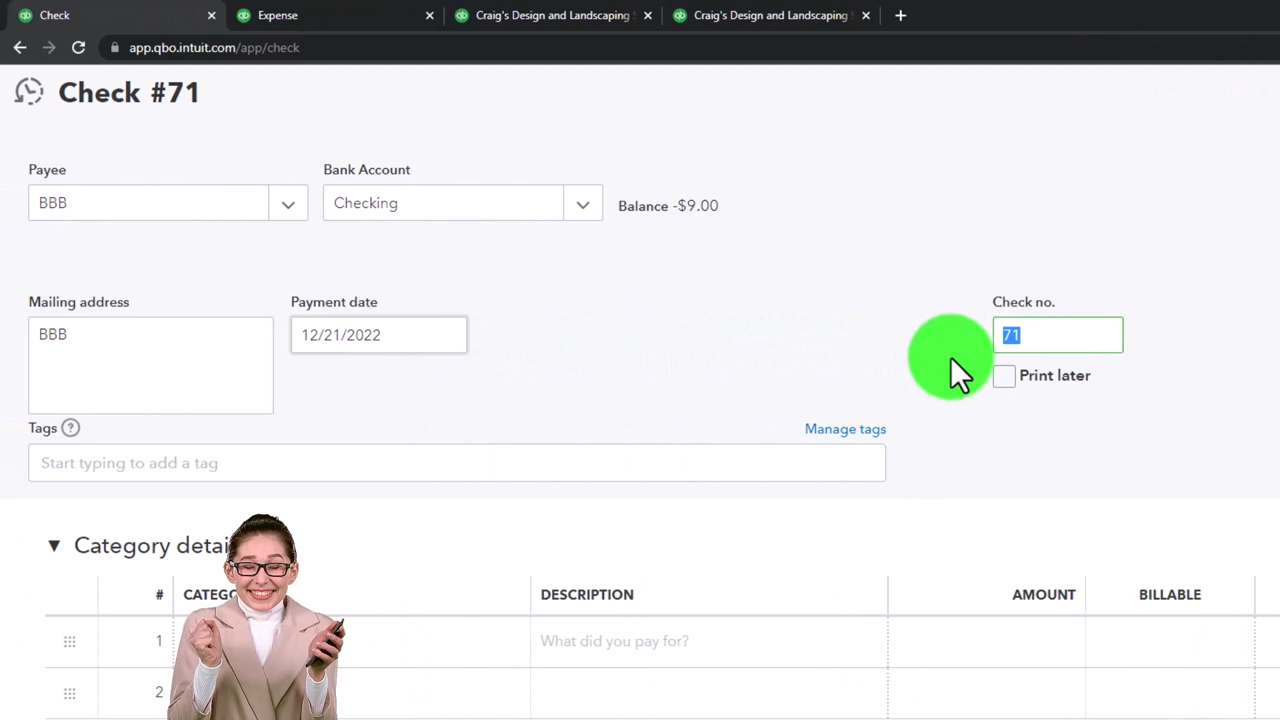 Check
Expense
Craig's Design and Landscaping
Craig's Design and Landscaping
app.qbo.intuit.com/app/check
Check #71
Payee
Bank Account
BBB
Checking
Balance -$9.00
Mailing address
Payment date
Check no.
BBB
12/21/2022
71
Print later
Tags ?
Manage tags
Start typing to add a tag
Category detai
# CATEG DESCRIPTION AMOUNT BILLABLE
1 What did you pay for?
2